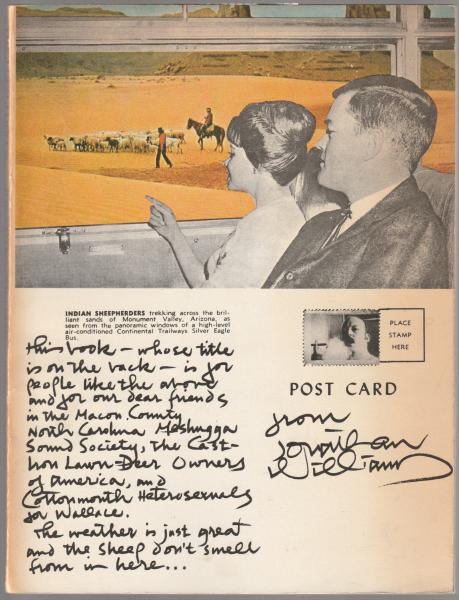 INDIAN SHEEPHERDERS trekking across the bril-
liant sands of Monument Valley, Arizona, as
seen from the panoramic windows of a high-level
air-conditioned Continental Trailways Silver Eagle
Bus.
this book — whose title
is on the back — is for
people like the above
and for our dear friends
in the Macon County
North Carolina Meshugga
Sound Society, the Cast-
Iron Lawn-Deer Owners
of America, and
Cottonmouth Heterosexuals
for Wallace.
The weather is just great
and the sheep don't smell
from in here...
PLACE
STAMP
HERE
POST CARD
from
Jonathan
Williams